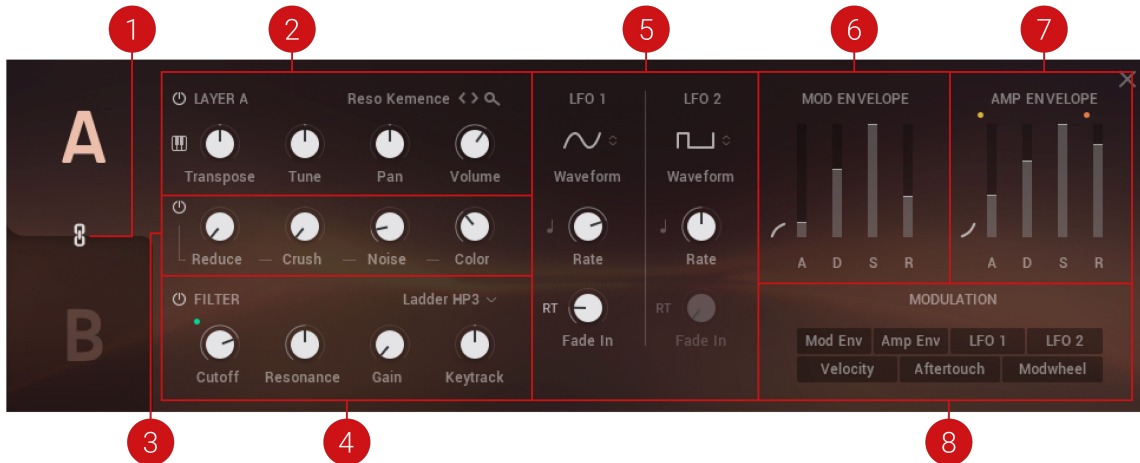 1
2
5
6
7
A
LAYER A
Reso Kemence
Transpose Tune Pan Volume
Reduce Crush Noise Color
B
FILTER
Ladder HP3
Cutoff Resonance Gain Keytrack
LFO 1 LFO 2
Waveform Waveform
Rate Rate
RT RT
Fade In Fade In
MOD ENVELOPE
A D S R
AMP ENVELOPE
A D S R
MODULATION
Mod Env Amp Env LFO 1 LFO 2
Velocity Aftertouch Modwheel
3
4
8